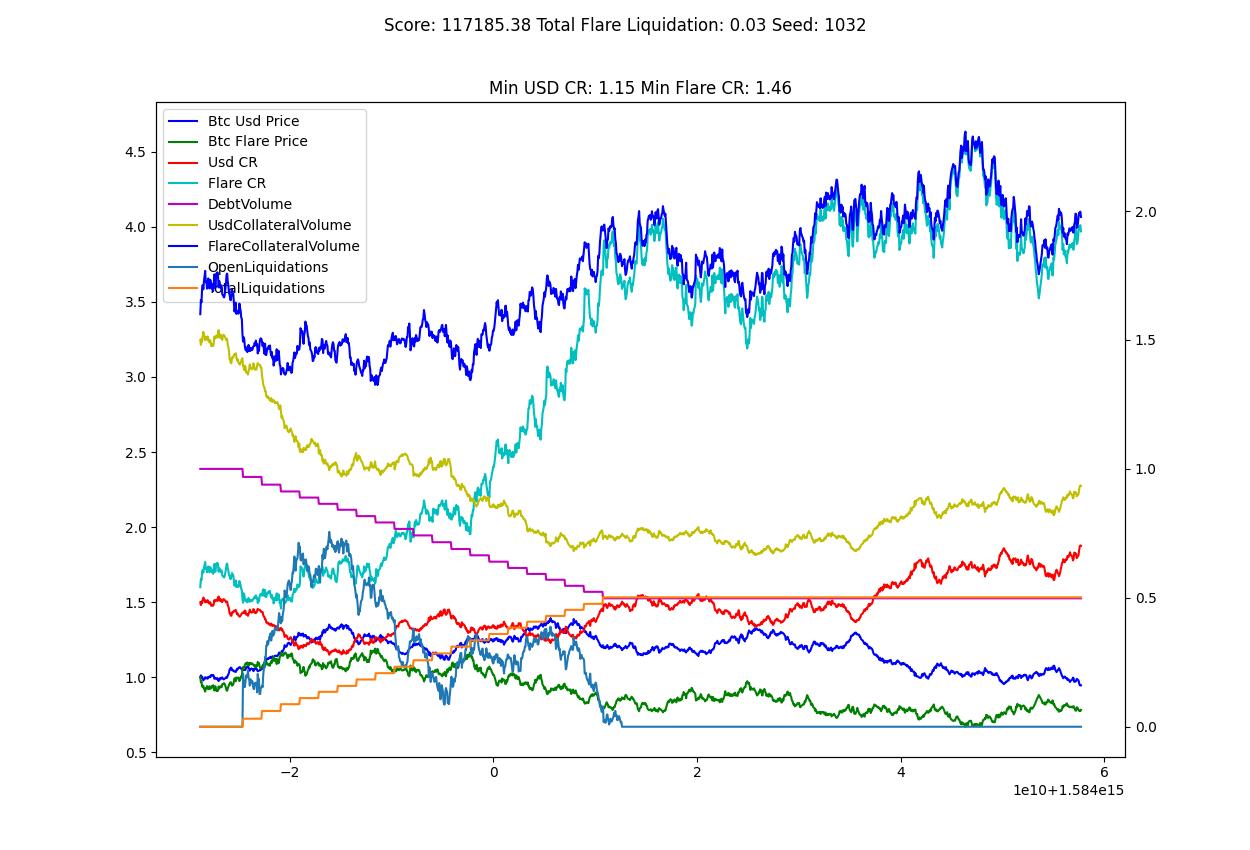 Score: 117185.38 Total Flare Liquidation: 0.03 Seed: 1032
Min USD CR: 1.15 Min Flare CR: 1.46
Btc Usd Price
Btc Flare Price
Usd CR
Flare CR
DebtVolume
UsdCollateralVolume
FlareCollateralVolume
OpenLiquidations
TotalLiquidations
4.5
4.0
3.5
3.0
2.5
2.0
1.5
1.0
0.5
2.0
1.5
1.0
0.5
0.0
−2
0
2
4
6
1e10+1.584e15